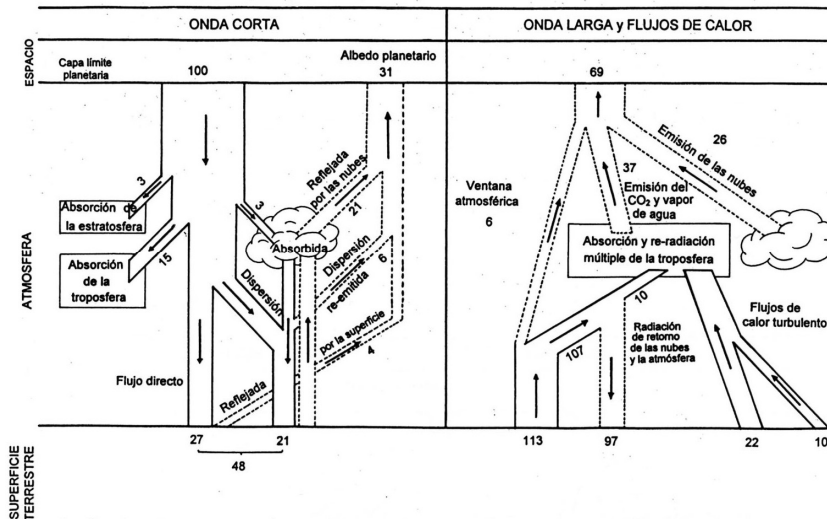 ONDA CORTA
ONDA LARGA y FLUJOS DE CALOR
ESPACIO
Capa límite
planetaria
100
Albedo planetario
31
69
ATMOSFERA
3
Absorción de
la estratosfera
Absorción
de la
troposfera
15
3
Absorbida
Reflejada
por las nubes
21
Dispersión
Dispersión
re-emitida
6
por la superficie
4
Reflejada
Flujo directo
Ventana
atmosférica
6
37
Emisión del
CO₂ y vapor
de agua
26
Emisión de las nubes
Absorción y re-radiación
múltiple de la troposfera
10
107
Radiación
de retorno
de las nubes
y la atmósfera
Flujos de
calor turbulento
SUPERFICIE
TERRESTRE
27
21
48
113
97
22
10